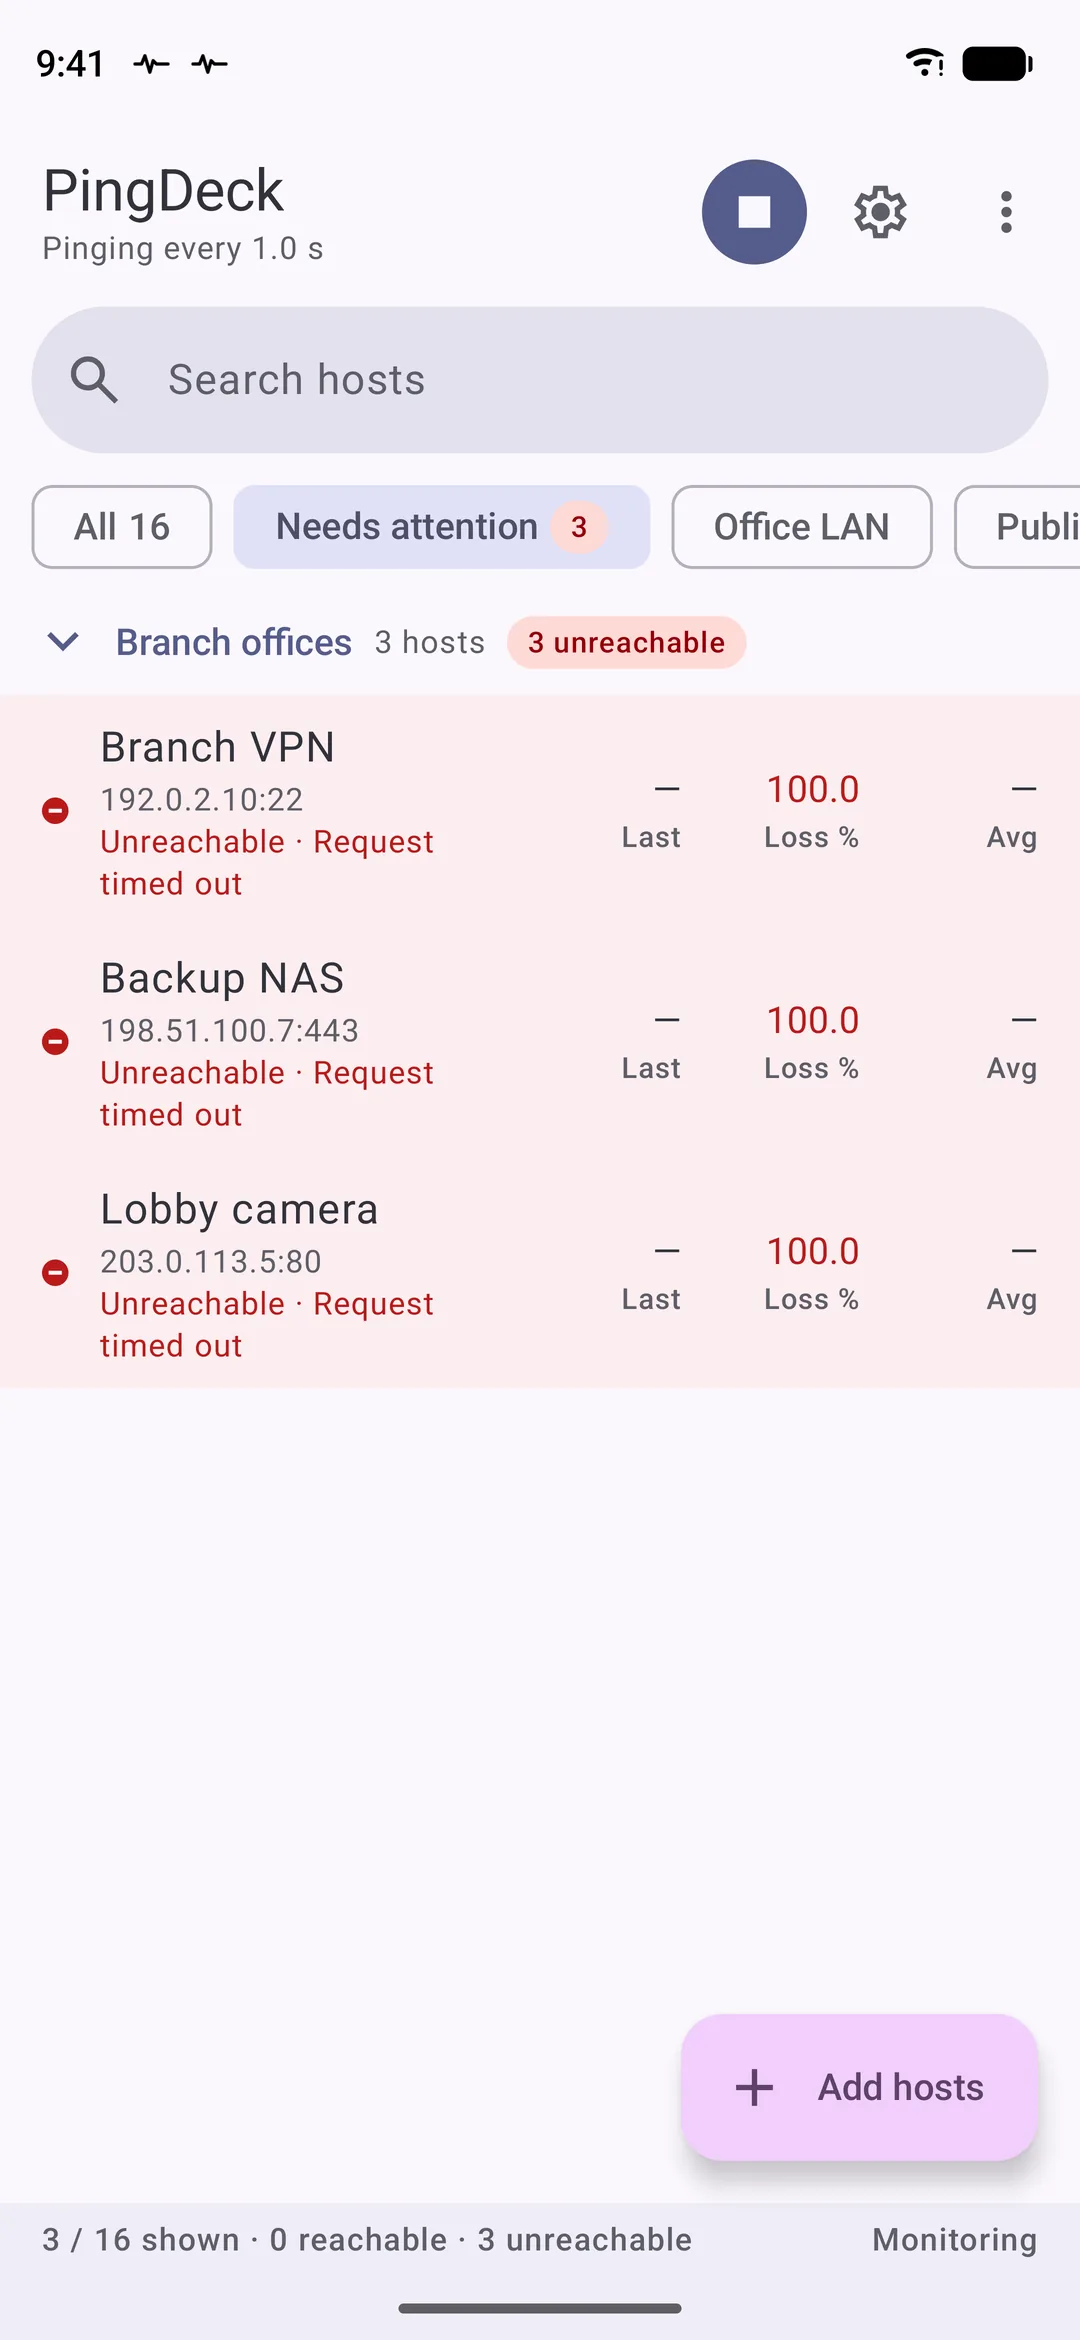 9:41
PingDeck
Pinging every 1.0 s
Search hosts
All 16
Needs attention 3
Office LAN
Publi
Branch offices 3 hosts 3 unreachable
Branch VPN
192.0.2.10:22
Unreachable · Request
timed out
— 100.0 —
Last Loss % Avg
Backup NAS
198.51.100.7:443
Unreachable · Request
timed out
— 100.0 —
Last Loss % Avg
Lobby camera
203.0.113.5:80
Unreachable · Request
timed out
— 100.0 —
Last Loss % Avg
Add hosts
3 / 16 shown · 0 reachable · 3 unreachable
Monitoring